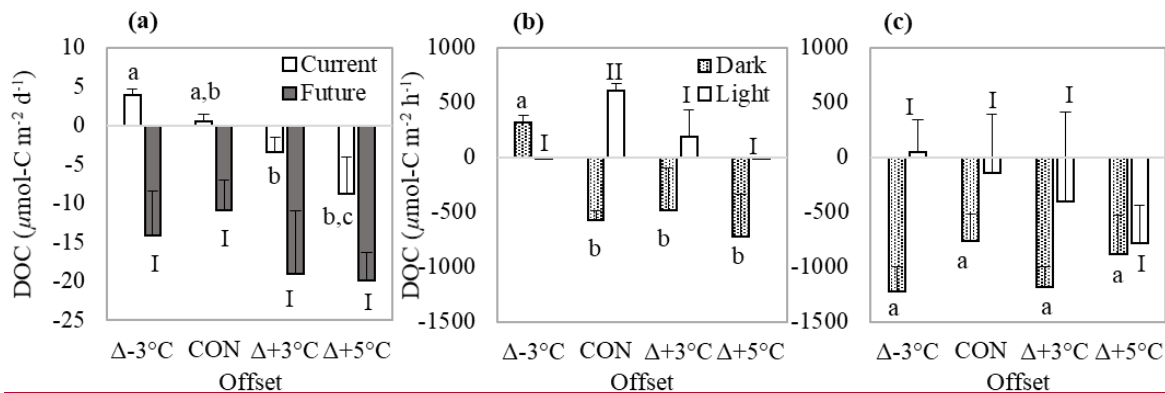 (a)
DOC (µmol-C m⁻² d⁻¹)
10
5
0
-5
-10
-15
-20
-25
Current
Future
a
a,b
b
b,c
I
I
I
I
Δ-3°C CON Δ+3°C Δ+5°C
Offset
(b)
DOC (µmol-C m⁻² h⁻¹)
1000
500
0
-500
-1000
-1500
Dark
Light
a
I
II
I
I
b
b
b
Δ-3°C CON Δ+3°C Δ+5°C
Offset
(c)
1000
500
0
-500
-1000
-1500
I
I
I
a
a
a
a
I
Δ-3°C CON Δ+3°C Δ+5°C
Offset